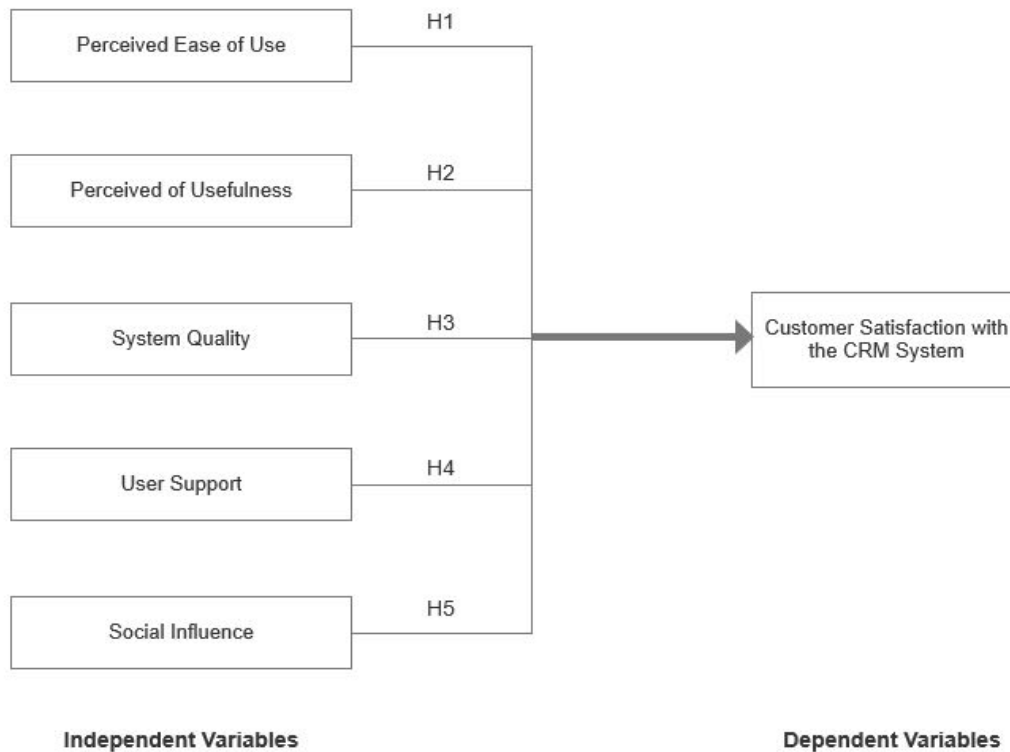 H1
Perceived Ease of Use
H2
Perceived of Usefulness
H3
System Quality
Customer Satisfaction with
the CRM System
H4
User Support
H5
Social Influence
Independent Variables
Dependent Variables